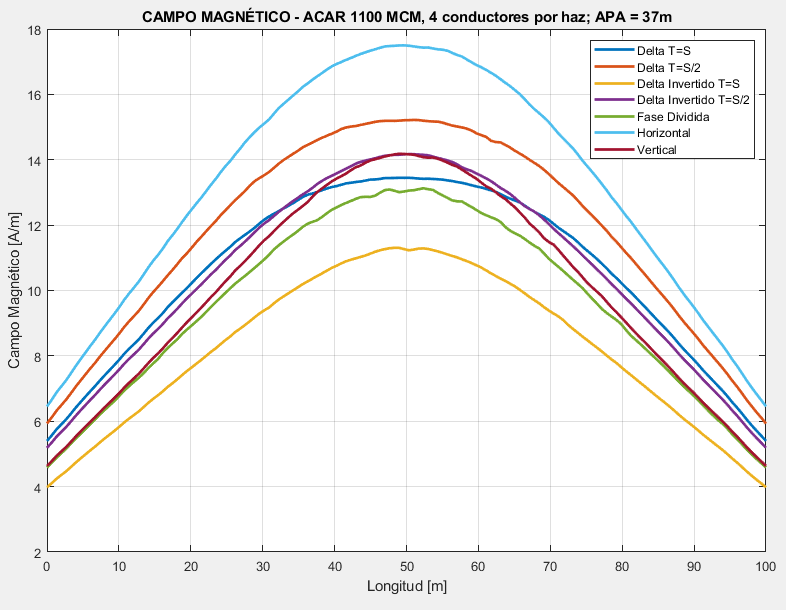 CAMPO MAGNÉTICO - ACAR 1100 MCM, 4 conductores por haz; APA = 37m
18
16
14
12
10
8
6
4
2
Campo Magnético [A/m]
Delta T=S
Delta T=S/2
Delta Invertido T=S
Delta Invertido T=S/2
Fase Dividida
Horizontal
Vertical
0 10 20 30 40 50 60 70 80 90 100
Longitud [m]